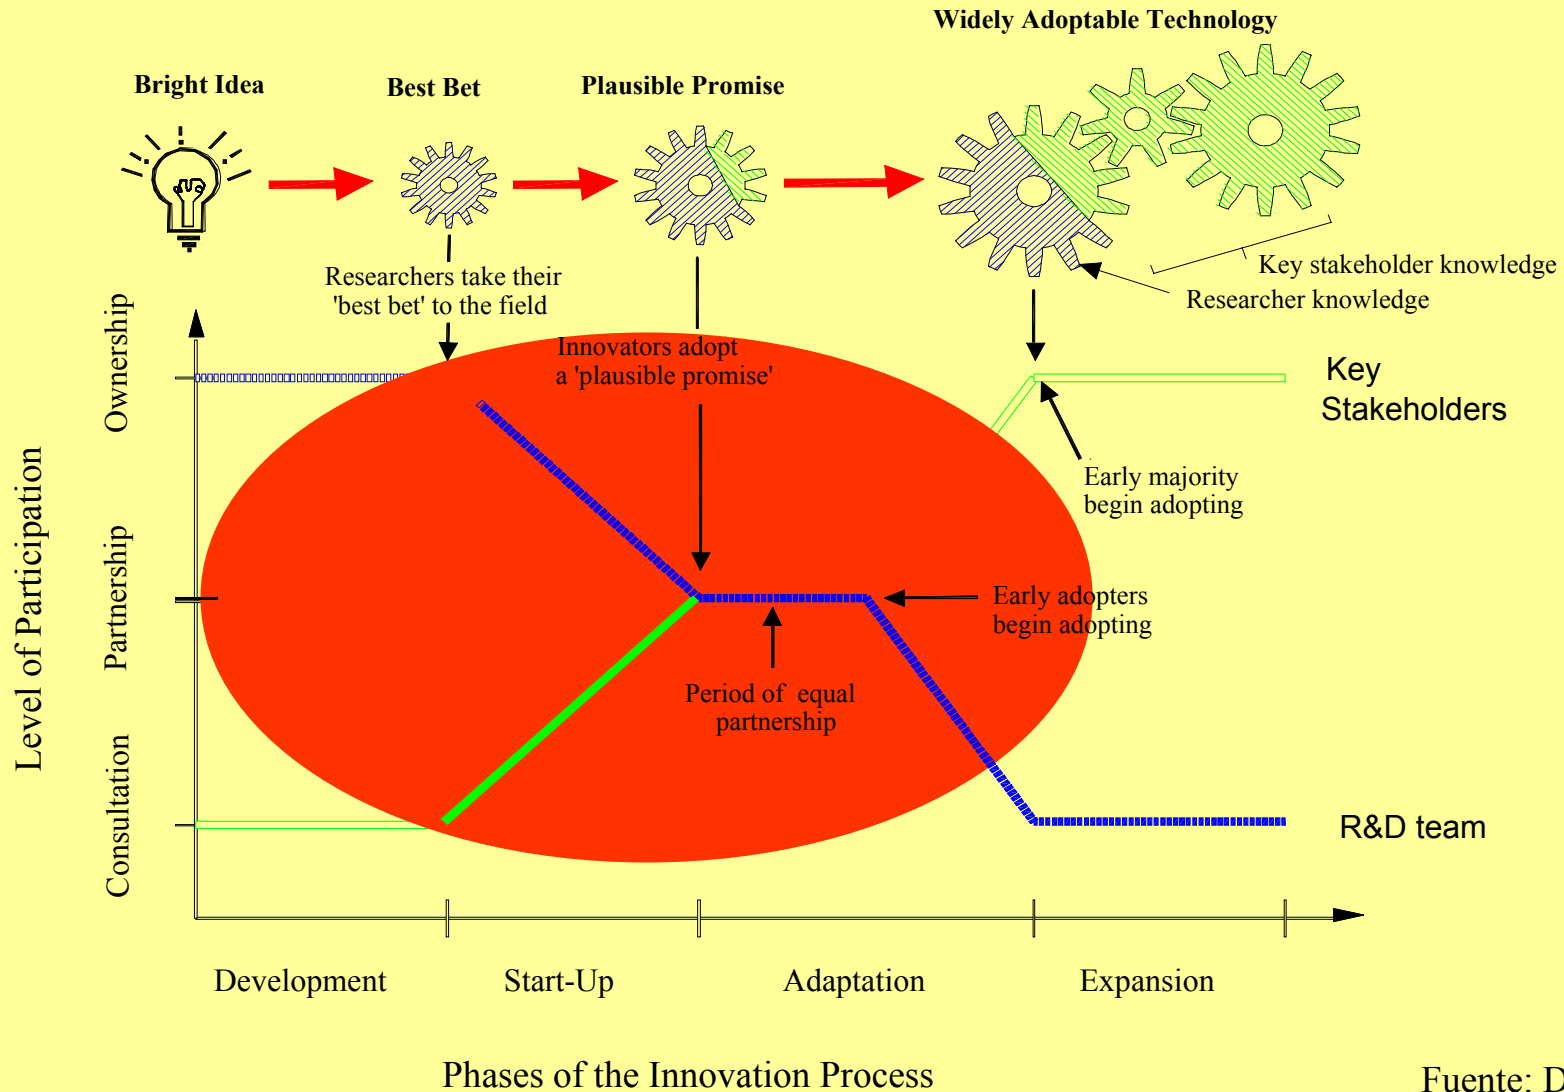 Widely Adoptable Technology
Bright Idea
Best Bet
Plausible Promise
Key stakeholder knowledge
Researcher knowledge
Researchers take their
'best bet' to the field
Innovators adopt
a 'plausible promise'
Key
Stakeholders
Early majority
begin adopting
Early adopters
begin adopting
Period of equal
partnership
R&D team
Level of Participation
Ownership
Partnership
Consultation
Development
Start-Up
Adaptation
Expansion
Phases of the Innovation Process
Fuente: D